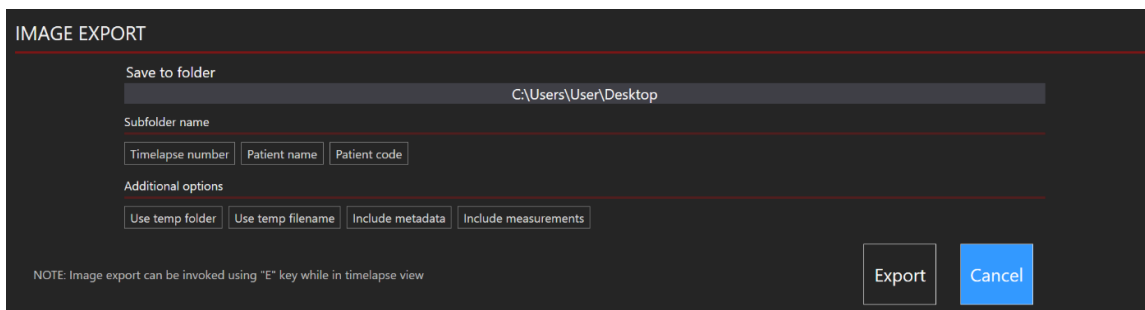 IMAGE EXPORT
Save to folder
C:\Users\User\Desktop
Subfolder name
Timelapse number Patient name Patient code
Additional options
Use temp folder Use temp filename Include metadata Include measurements
NOTE: Image export can be invoked using "E" key while in timelapse view
Export Cancel